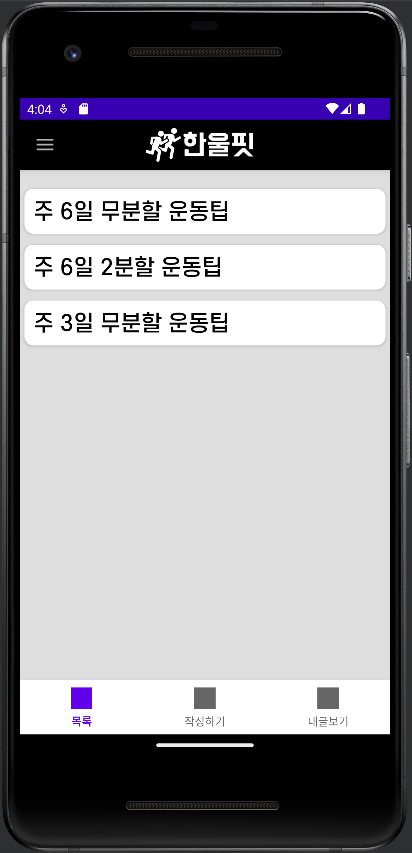 4:04
한울핏
주 6일 무분할 운동팁
주 6일 2분할 운동팁
주 3일 무분할 운동팁
목록 작성하기 내글보기